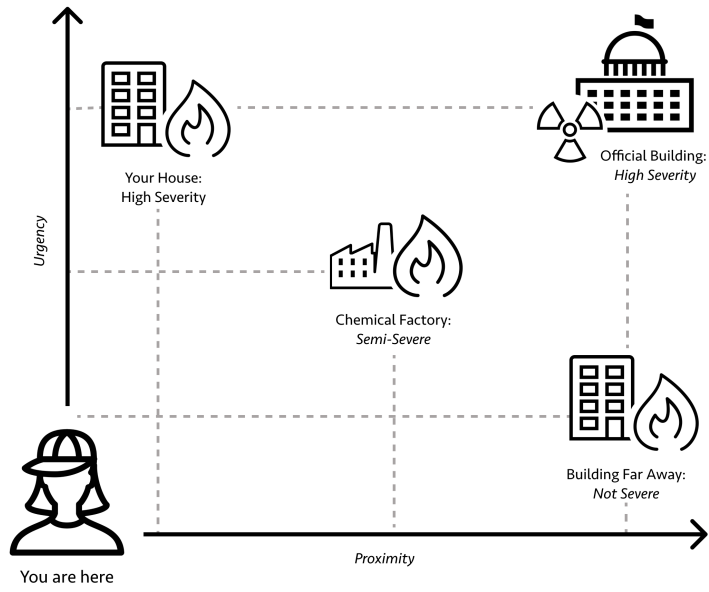 Your House:
High Severity
Official Building:
High Severity
Urgency
Chemical Factory:
Semi-Severe
Building Far Away:
Not Severe
Proximity
You are here